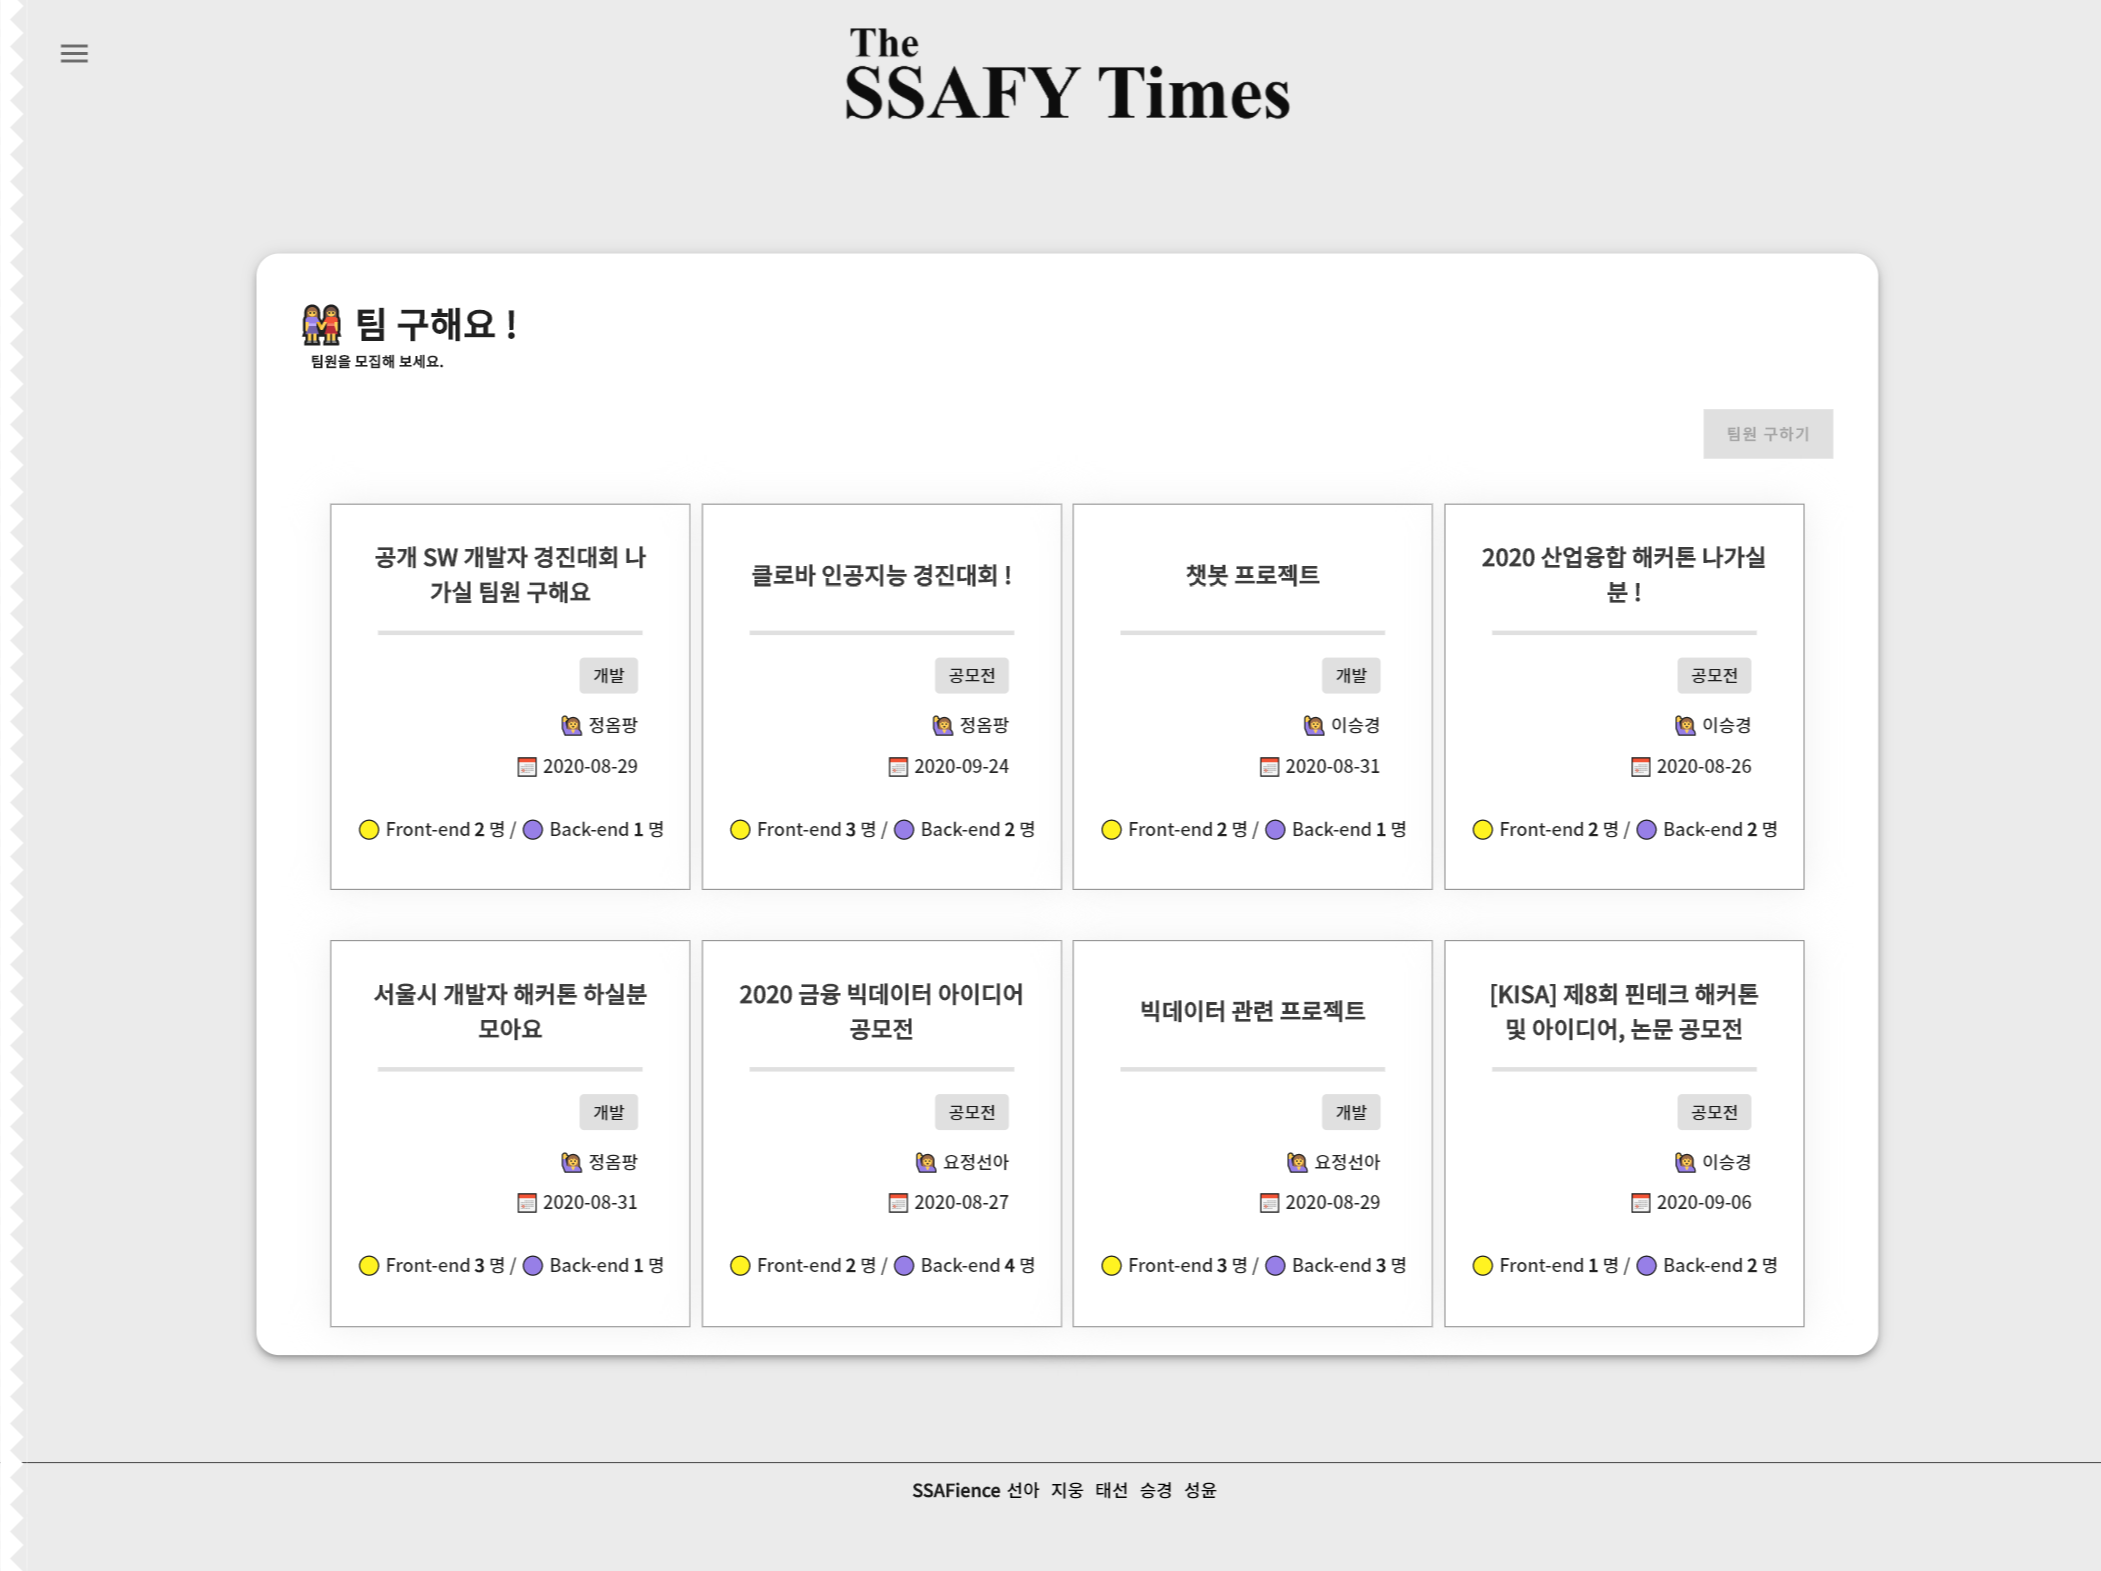 The
SSAFY Times
팀 구해요 !
팀원을 모집해 보세요.
팀원 구하기
공개 SW 개발자 경진대회 나
가실 팀원 구해요
개발
정옴팡
2020-08-29
Front-end 2 명 / Back-end 1 명
클로바 인공지능 경진대회 !
공모전
정옴팡
2020-09-24
Front-end 3 명 / Back-end 2 명
챗봇 프로젝트
개발
이승경
2020-08-31
Front-end 2 명 / Back-end 1 명
2020 산업융합 해커톤 나가실
분 !
공모전
이승경
2020-08-26
Front-end 2 명 / Back-end 2 명
서울시 개발자 해커톤 하실분
모아요
개발
정옴팡
2020-08-31
Front-end 3 명 / Back-end 1 명
2020 금융 빅데이터 아이디어
공모전
공모전
요정선아
2020-08-27
Front-end 2 명 / Back-end 4 명
빅데이터 관련 프로젝트
개발
요정선아
2020-08-29
Front-end 3 명 / Back-end 3 명
[KISA] 제8회 핀테크 해커톤
및 아이디어, 논문 공모전
공모전
이승경
2020-09-06
Front-end 1 명 / Back-end 2 명
SSAFience 선아 지웅 태선 승경 성윤